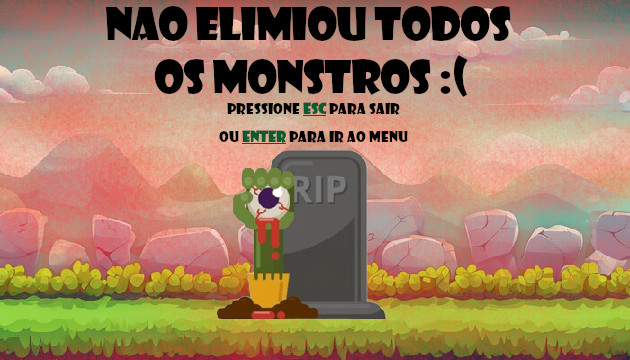 NAO ELIMIOU TODOS
OS MONSTROS :(
PRESSIONE ESC PARA SAIR
OU ENTER PARA IR AO MENU
RIP